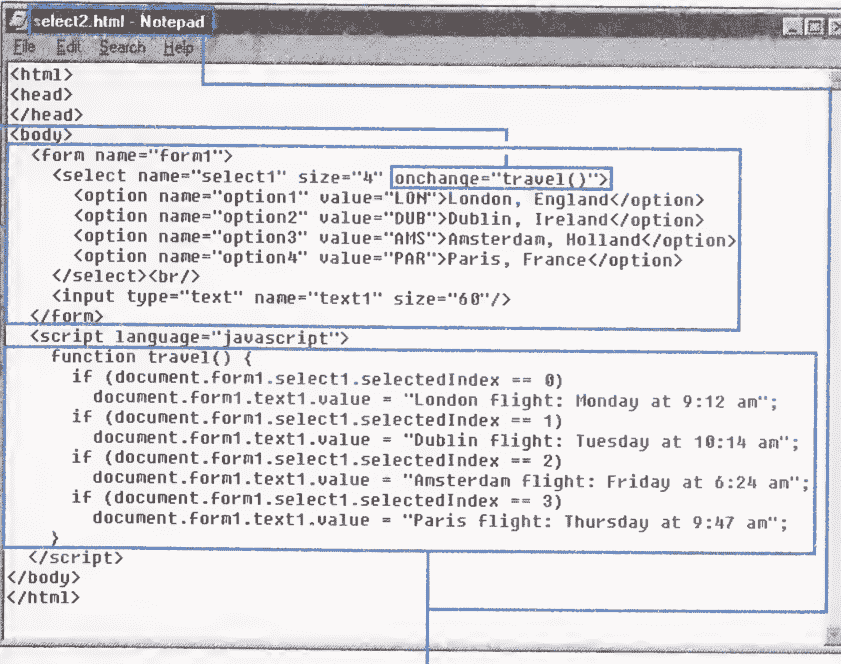 select2.html - Notepad
File Edit Search Help
<html>
<head>
</head>
<body>
  <form name="form1">
    <select name="select1" size="4" onchange="travel()">
      <option name="option1" value="LON">London, England</option>
      <option name="option2" value="DUB">Dublin, Ireland</option>
      <option name="option3" value="AMS">Amsterdam, Holland</option>
      <option name="option4" value="PAR">Paris, France</option>
    </select><br/>
    <input type="text" name="text1" size="60"/>
  </form>
  <script language="javascript">
    function travel() {
      if (document.form1.select1.selectedIndex == 0)
        document.form1.text1.value = "London flight: Monday at 9:12 am";
      if (document.form1.select1.selectedIndex == 1)
        document.form1.text1.value = "Dublin flight: Tuesday at 10:14 am";
      if (document.form1.select1.selectedIndex == 2)
        document.form1.text1.value = "Amsterdam flight: Friday at 6:24 am";
      if (document.form1.select1.selectedIndex == 3)
        document.form1.text1.value = "Paris flight: Thursday at 9:47 am";
    }
  </script>
</body>
</html>